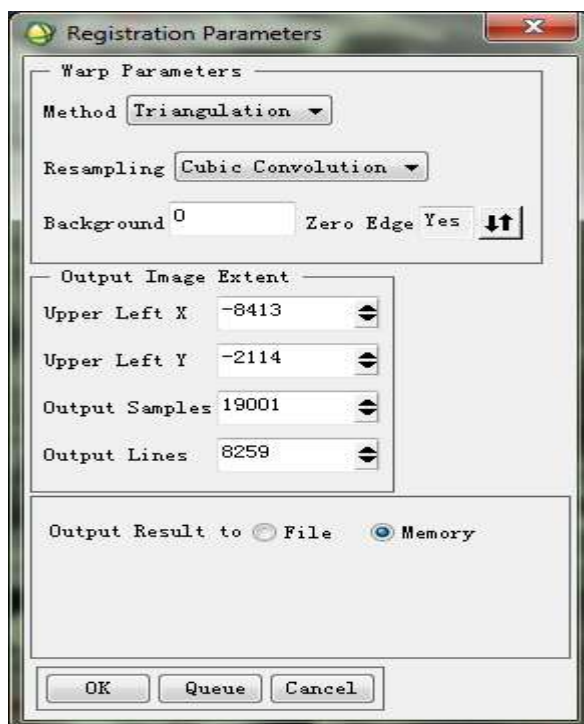 Registration Parameters
Warp Parameters
Method Triangulation
Resampling Cubic Convolution
Background 0 Zero Edge Yes
Output Image Extent
Upper Left X -8413
Upper Left Y -2114
Output Samples 19001
Output Lines 8259
Output Result to File Memory
OK Queue Cancel